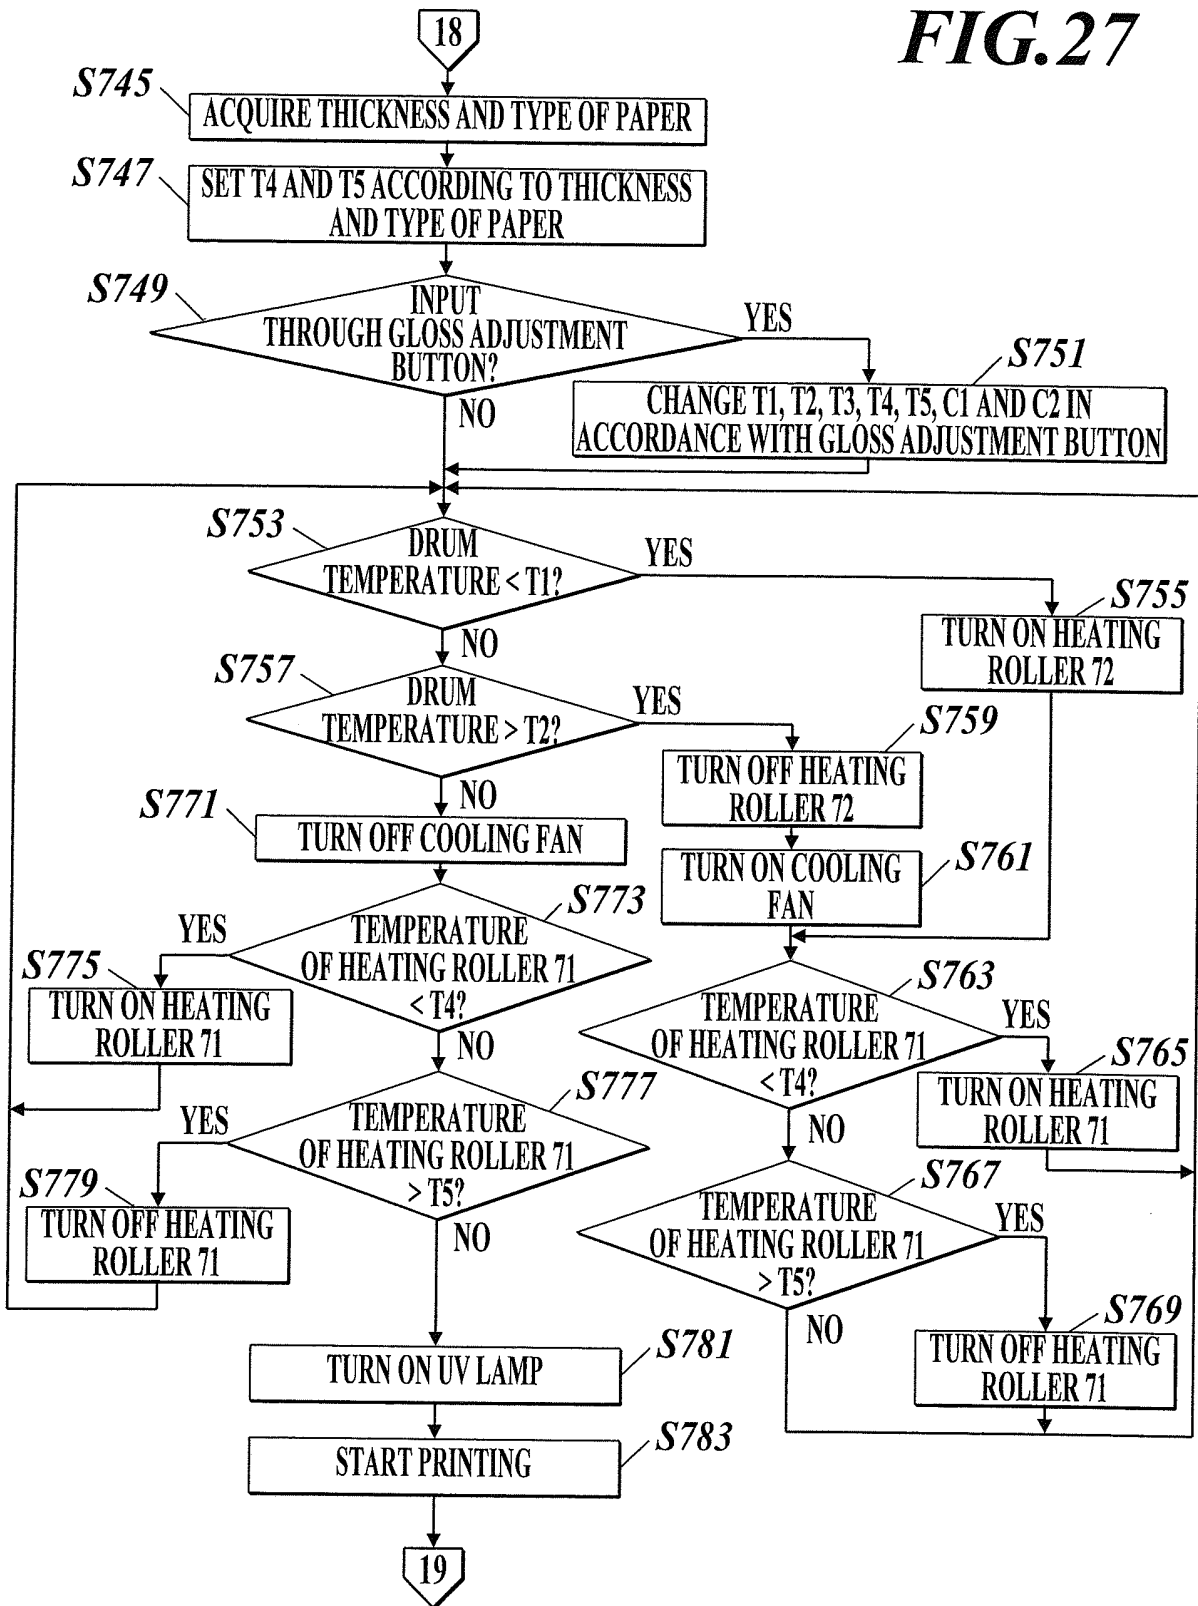 FIG.27
18
S745
ACQUIRE THICKNESS AND TYPE OF PAPER
S747
SET T4 AND T5 ACCORDING TO THICKNESS
AND TYPE OF PAPER
S749
INPUT
THROUGH GLOSS ADJUSTMENT
BUTTON?
YES
NO
S751
CHANGE T1, T2, T3, T4, T5, C1 AND C2 IN
ACCORDANCE WITH GLOSS ADJUSTMENT BUTTON
S753
DRUM
TEMPERATURE < T1?
YES
NO
S755
TURN ON HEATING
ROLLER 72
S757
DRUM
TEMPERATURE > T2?
YES
NO
S759
TURN OFF HEATING
ROLLER 72
S761
TURN ON COOLING
FAN
S771
TURN OFF COOLING FAN
S773
TEMPERATURE
OF HEATING ROLLER 71
< T4?
YES
NO
S775
TURN ON HEATING
ROLLER 71
S763
TEMPERATURE
OF HEATING ROLLER 71
< T4?
YES
NO
S765
TURN ON HEATING
ROLLER 71
S777
TEMPERATURE
OF HEATING ROLLER 71
> T5?
YES
NO
S779
TURN OFF HEATING
ROLLER 71
S767
TEMPERATURE
OF HEATING ROLLER 71
> T5?
YES
NO
S769
TURN OFF HEATING
ROLLER 71
S781
TURN ON UV LAMP
S783
START PRINTING
19